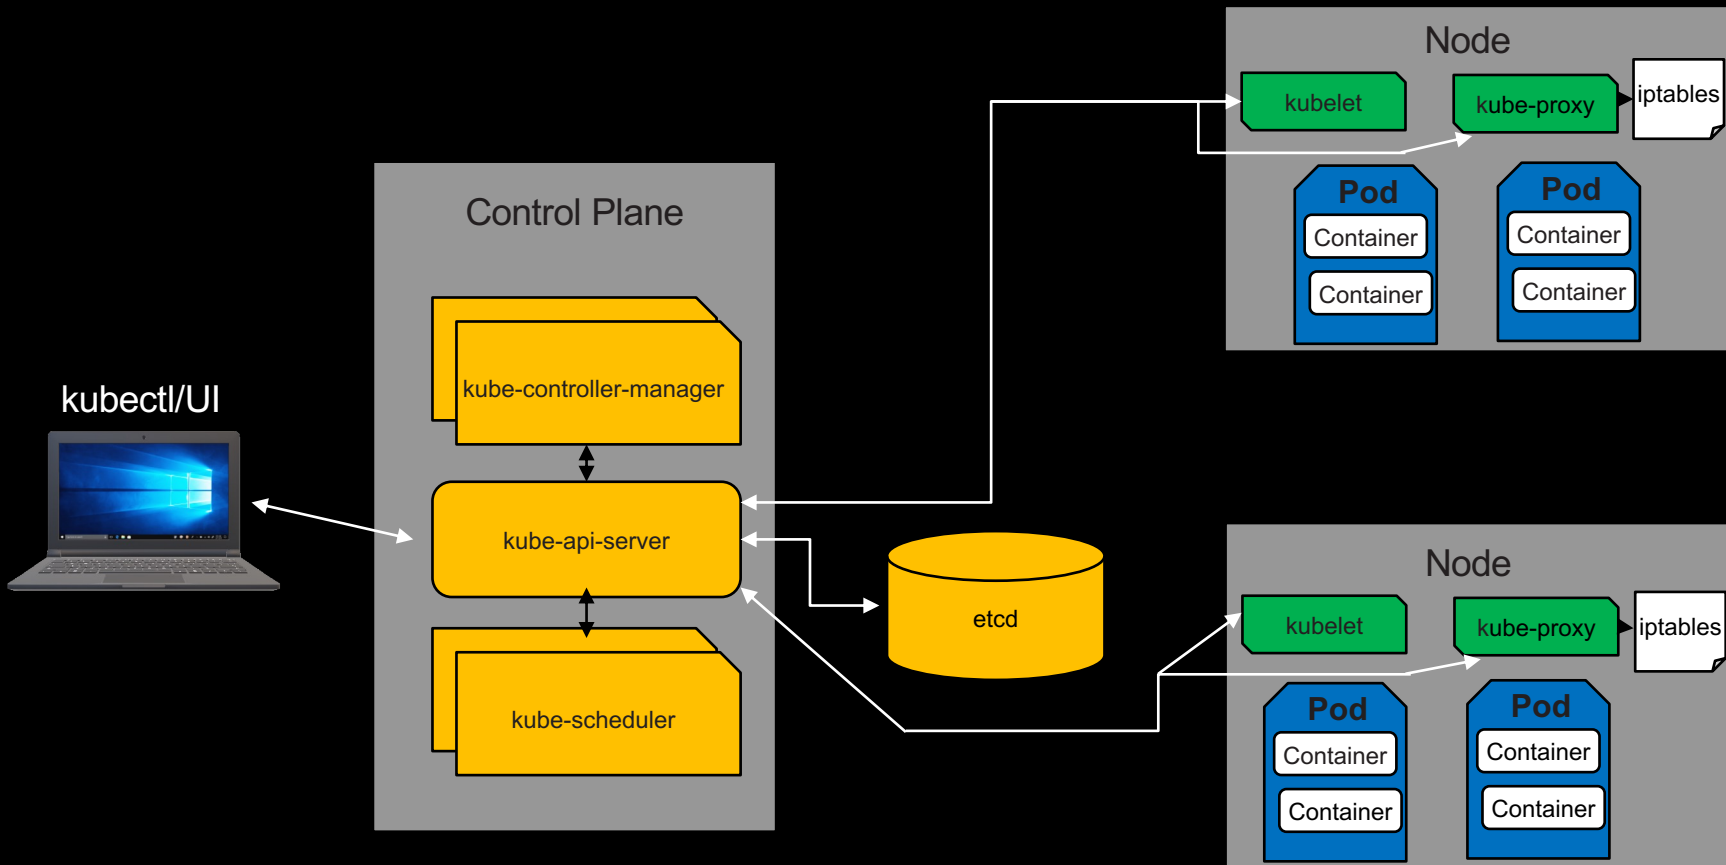 kubectl/UI
Control Plane
kube-controller-manager
kube-api-server
kube-scheduler
etcd
Node
kubelet
kube-proxy
iptables
Pod
Container
Container
Pod
Container
Container
Node
kubelet
kube-proxy
iptables
Pod
Container
Container
Pod
Container
Container